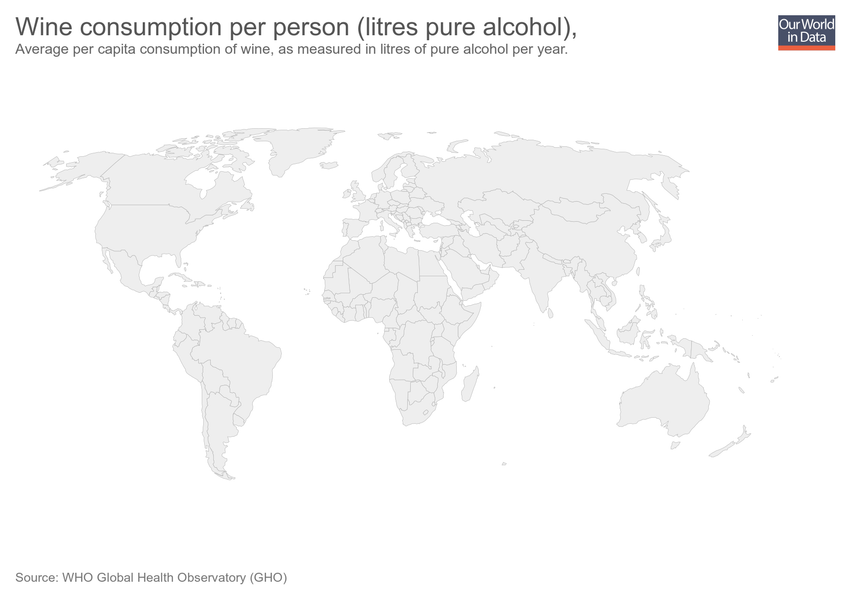 Wine consumption per person (litres pure alcohol),
Average per capita consumption of wine, as measured in litres of pure alcohol per year.
Our World
in Data
Source: WHO Global Health Observatory (GHO)